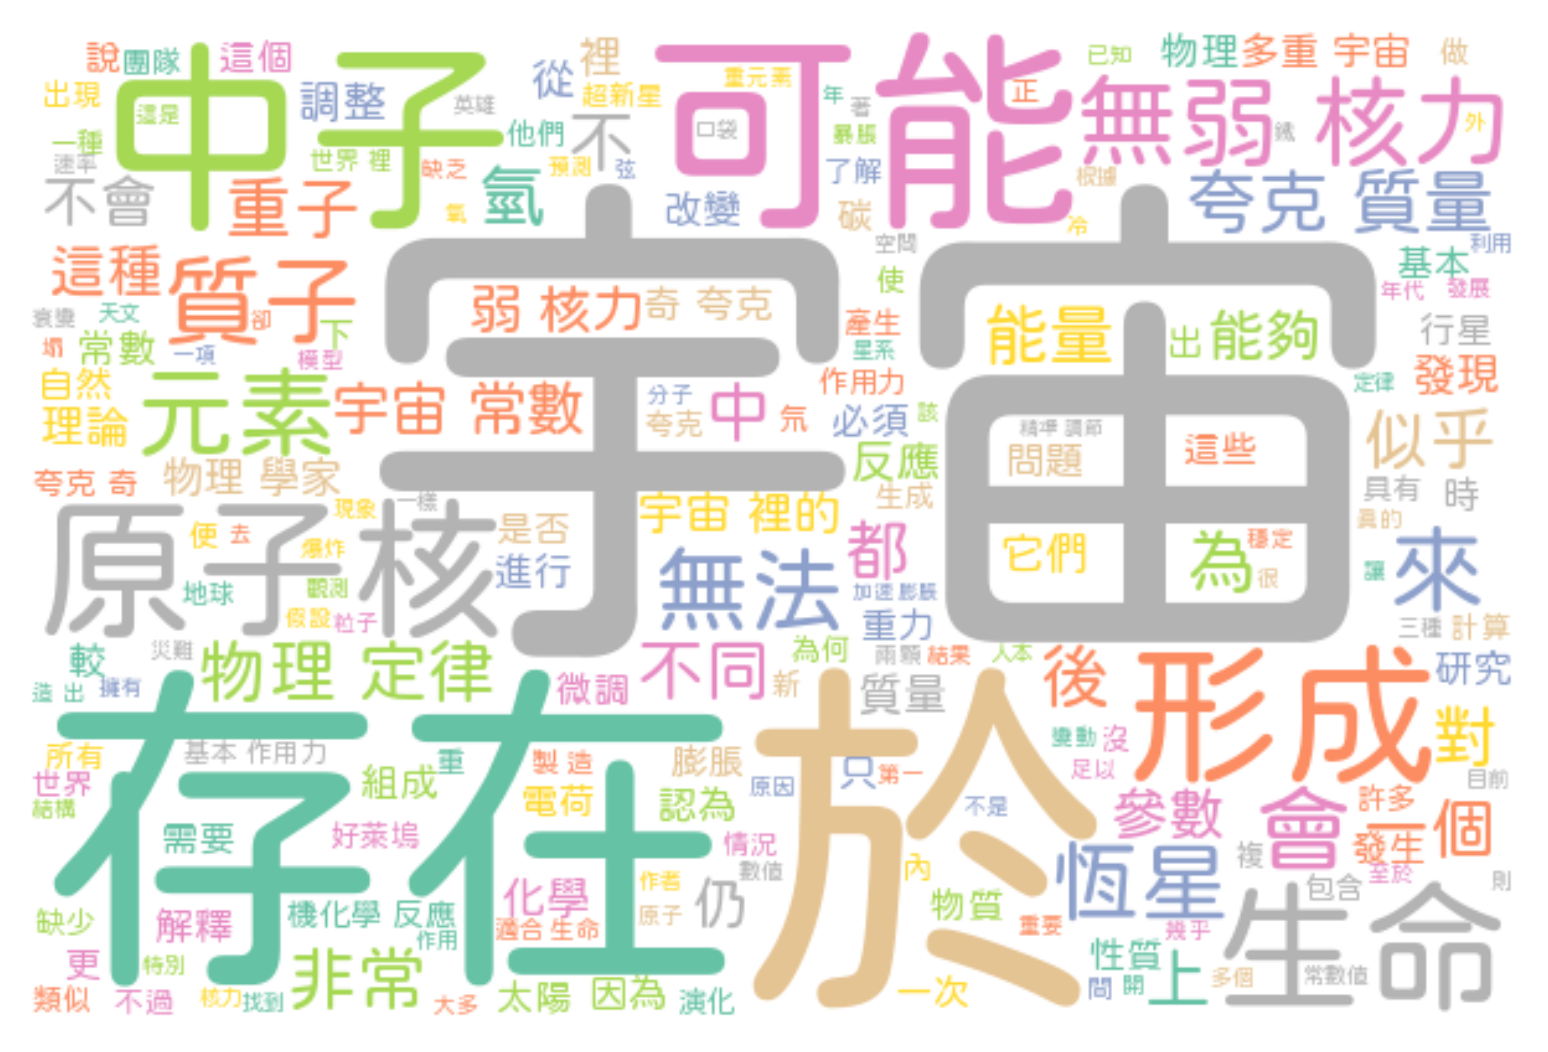 說 團隊 這個
出現 中子 這是 調整 英雄
一種 世界 裡 他們
速率 不會 重子 缺乏 氧 氫
從 裡 超新星 不 預測 弦
可能 重元素 口袋 正
年 著 暴脹 了解 改變 碳
已知 物理 多重 宇宙 做
無弱 核力 外
根據 夸克 質量 冷
這種 質子 卻 下
衰變 天文 塌 常數 一項 模型
宇宙
弱 核力 奇 夸克
空間 使 產生 星系
能量 出 能夠
基本 利用 年代 發展 行星
自然 元素 宇宙 常數
理論 分子 中 氘 夸克
作用力 必須 該 反應
精準 調節 問題 這些
定律 發現 似乎
夸克 奇 物理 學家
現象 一樣 是否 宇宙 裡的 生成
具有 時 真的
原子核 便 去 爆炸 進行 無法 都
它們 為 穩定 很 來 讓
地球 觀測 假設 粒子 加速 膨脹 重力
三種 計算
較 災難 物理 定律 不同 為何 兩顆 結果 人本
造 出 擁有 微調 新 質量 後 形成 研究
存在 於
所有 基本 作用力 重 製 造 膨脹 只 第一 變動 沒 對
世界 結構 組成 電荷 認為 原因 不是 足以 目前
需要 好萊塢 情況 參數 會 許多 一個
化學 作者 數值 內 恆星 複 發生 至於
缺少 解釋 機化學 反應 原子 仍 物質 包含 則
作用 適合 生命 重要 幾乎 生命
更 特別 非常 性質 上 多個 常數值
類似 不過 核力 找到 大多 太陽 因為 演化 一次 間 開